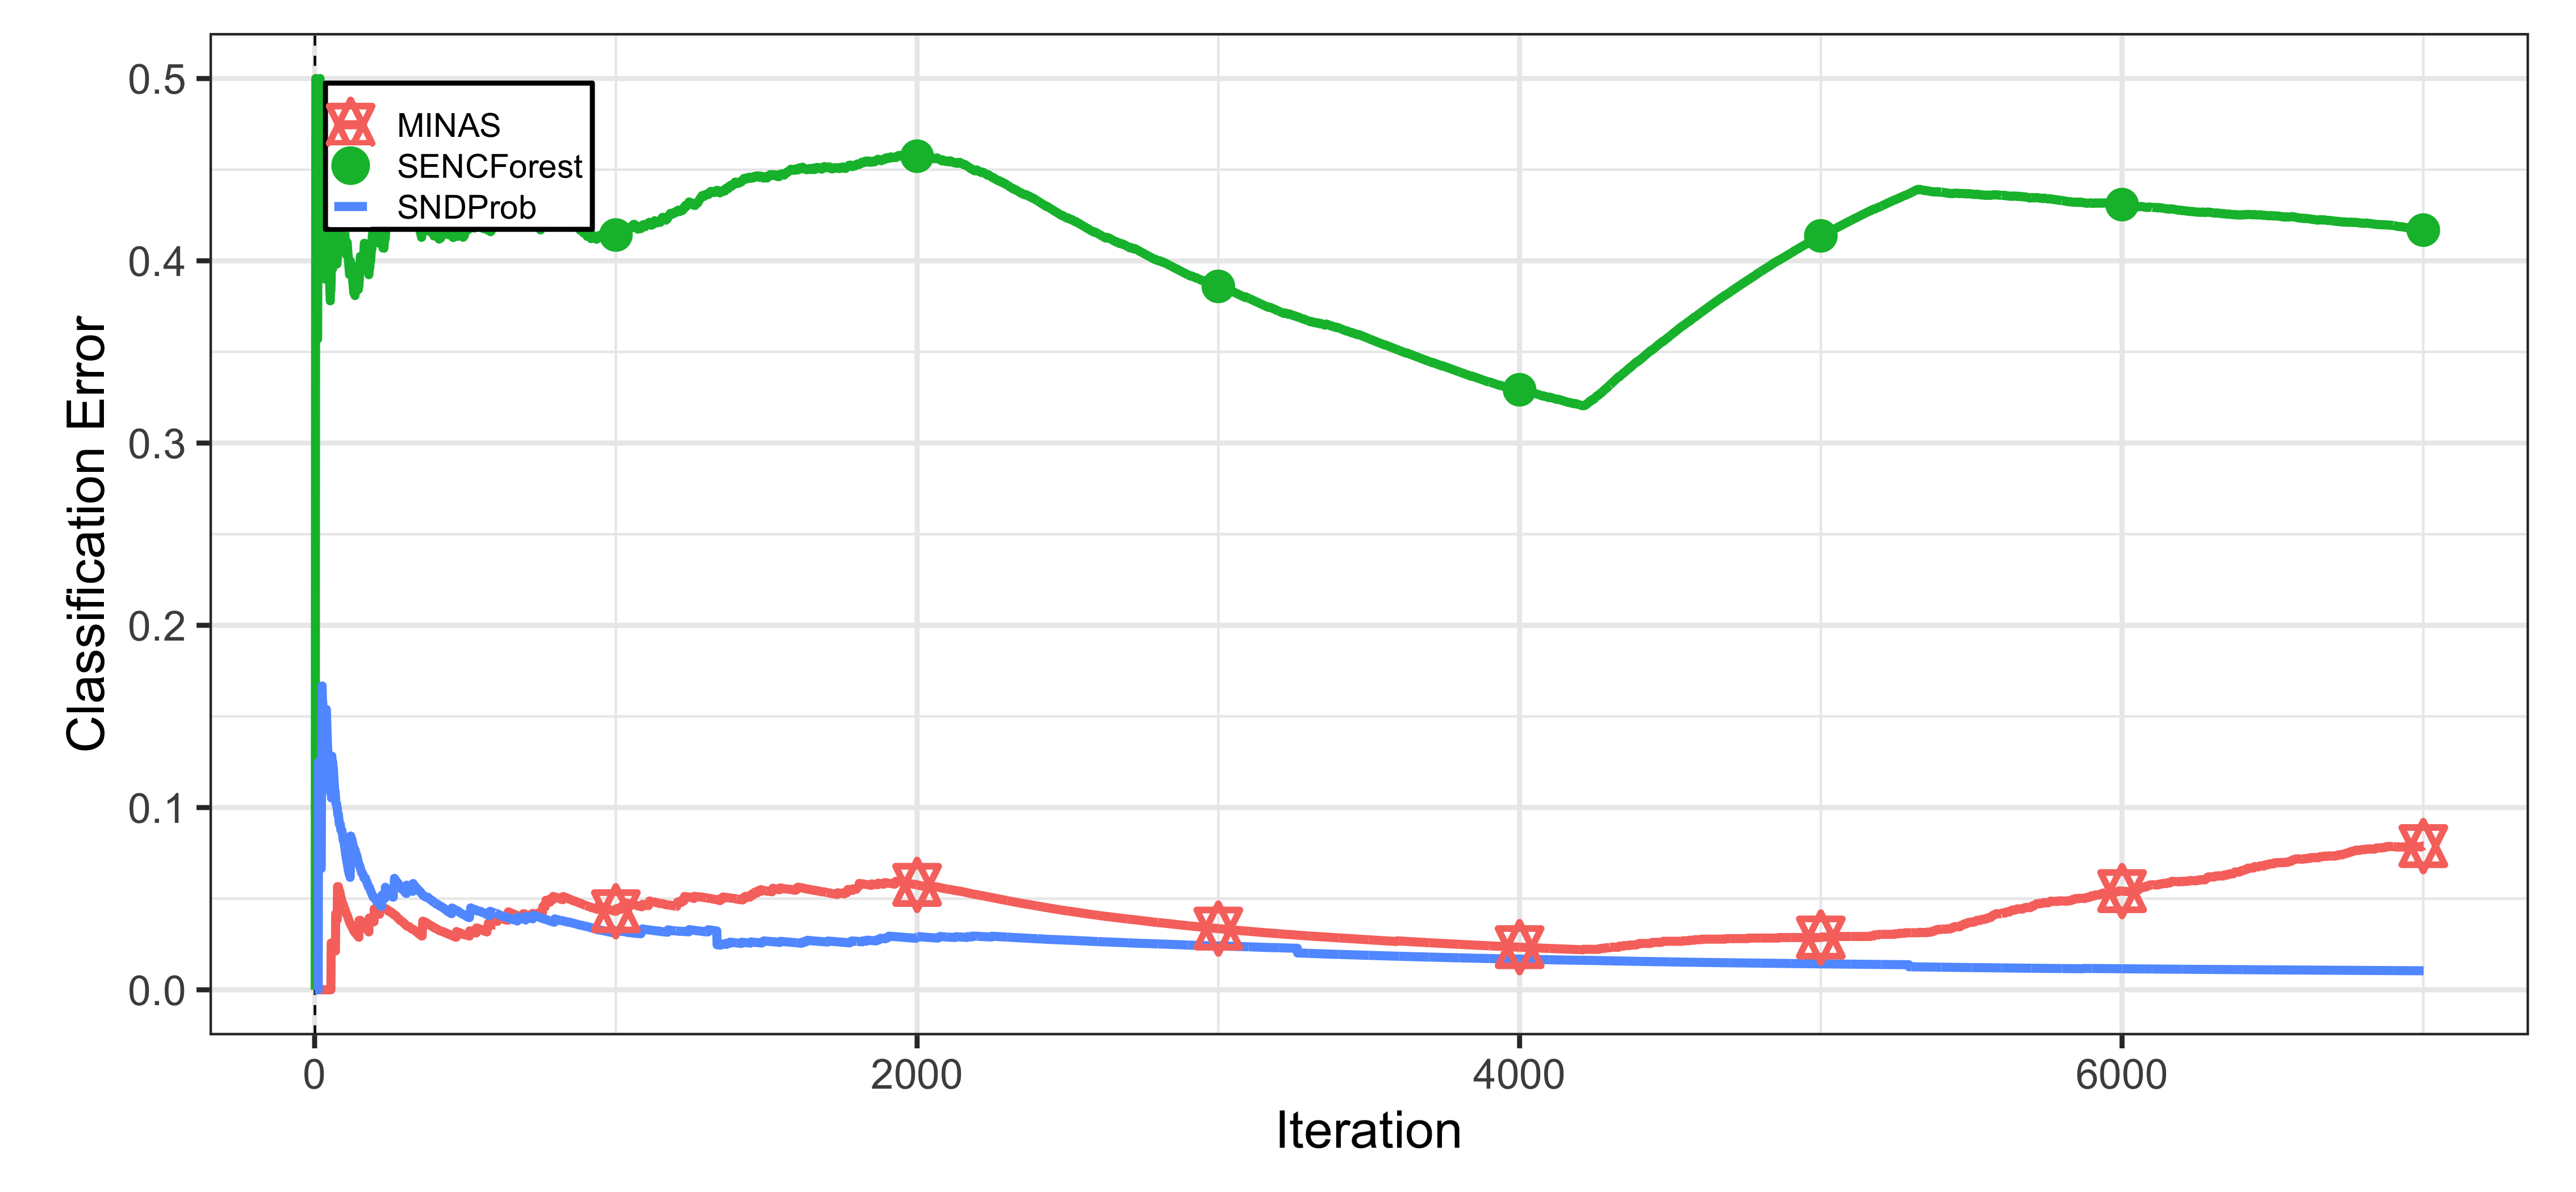 0.5
0.4
0.3
0.2
0.1
0.0
Classification Error
MINAS
SENCForest
SNDProb
0
2000
4000
6000
Iteration